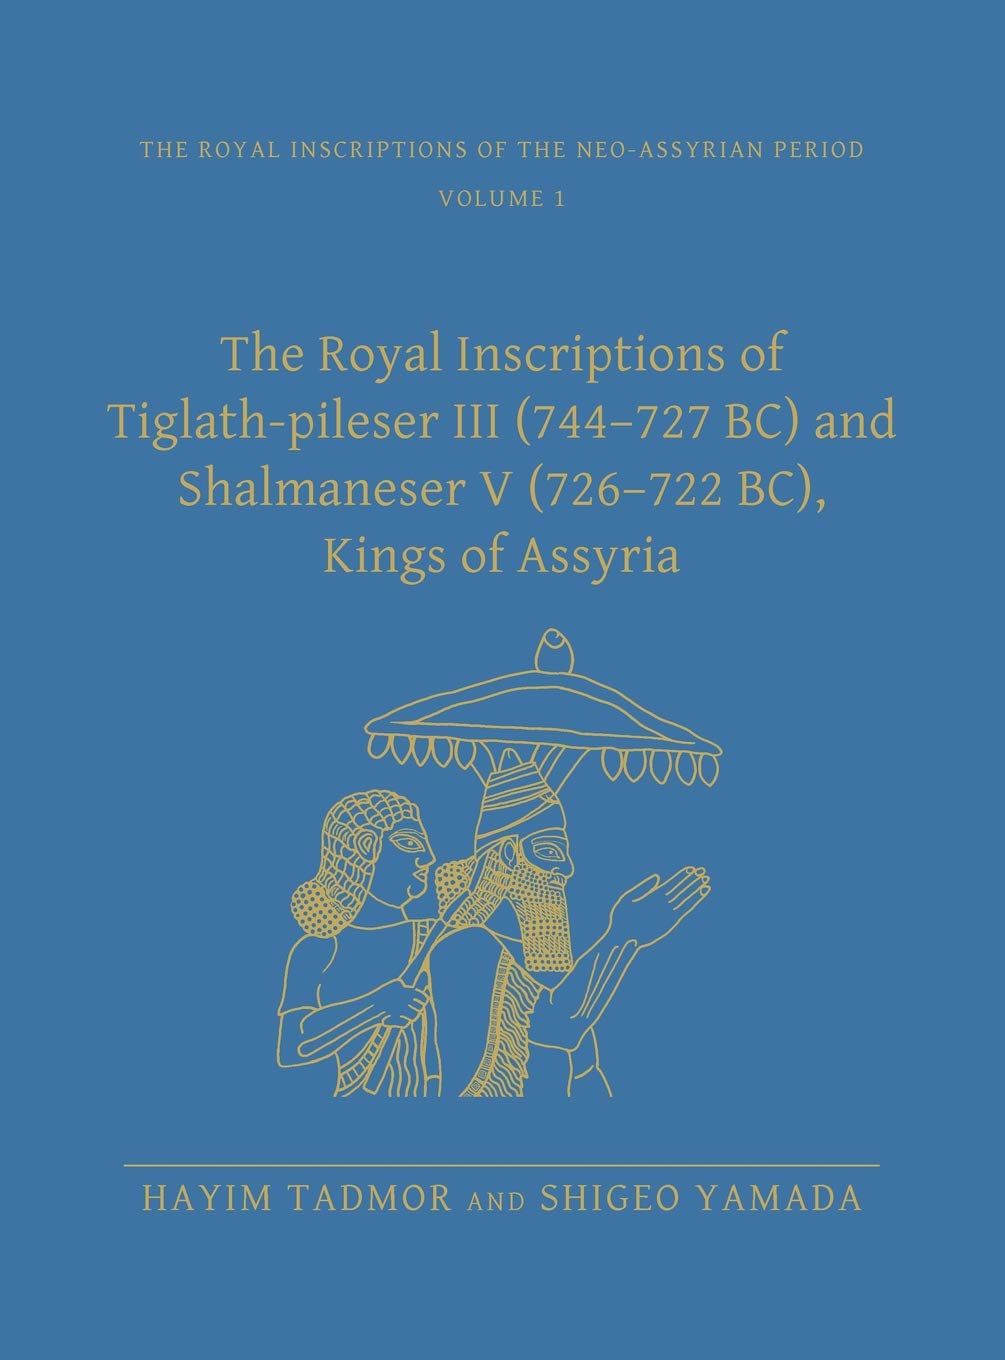 THE ROYAL INSCRIPTIONS OF THE NEO-ASSYRIAN PERIOD
VOLUME 1
The Royal Inscriptions of
Tiglath-pileser III (744–727 BC) and
Shalmaneser V (726–722 BC),
Kings of Assyria
HAYIM TADMOR AND SHIGEO YAMADA